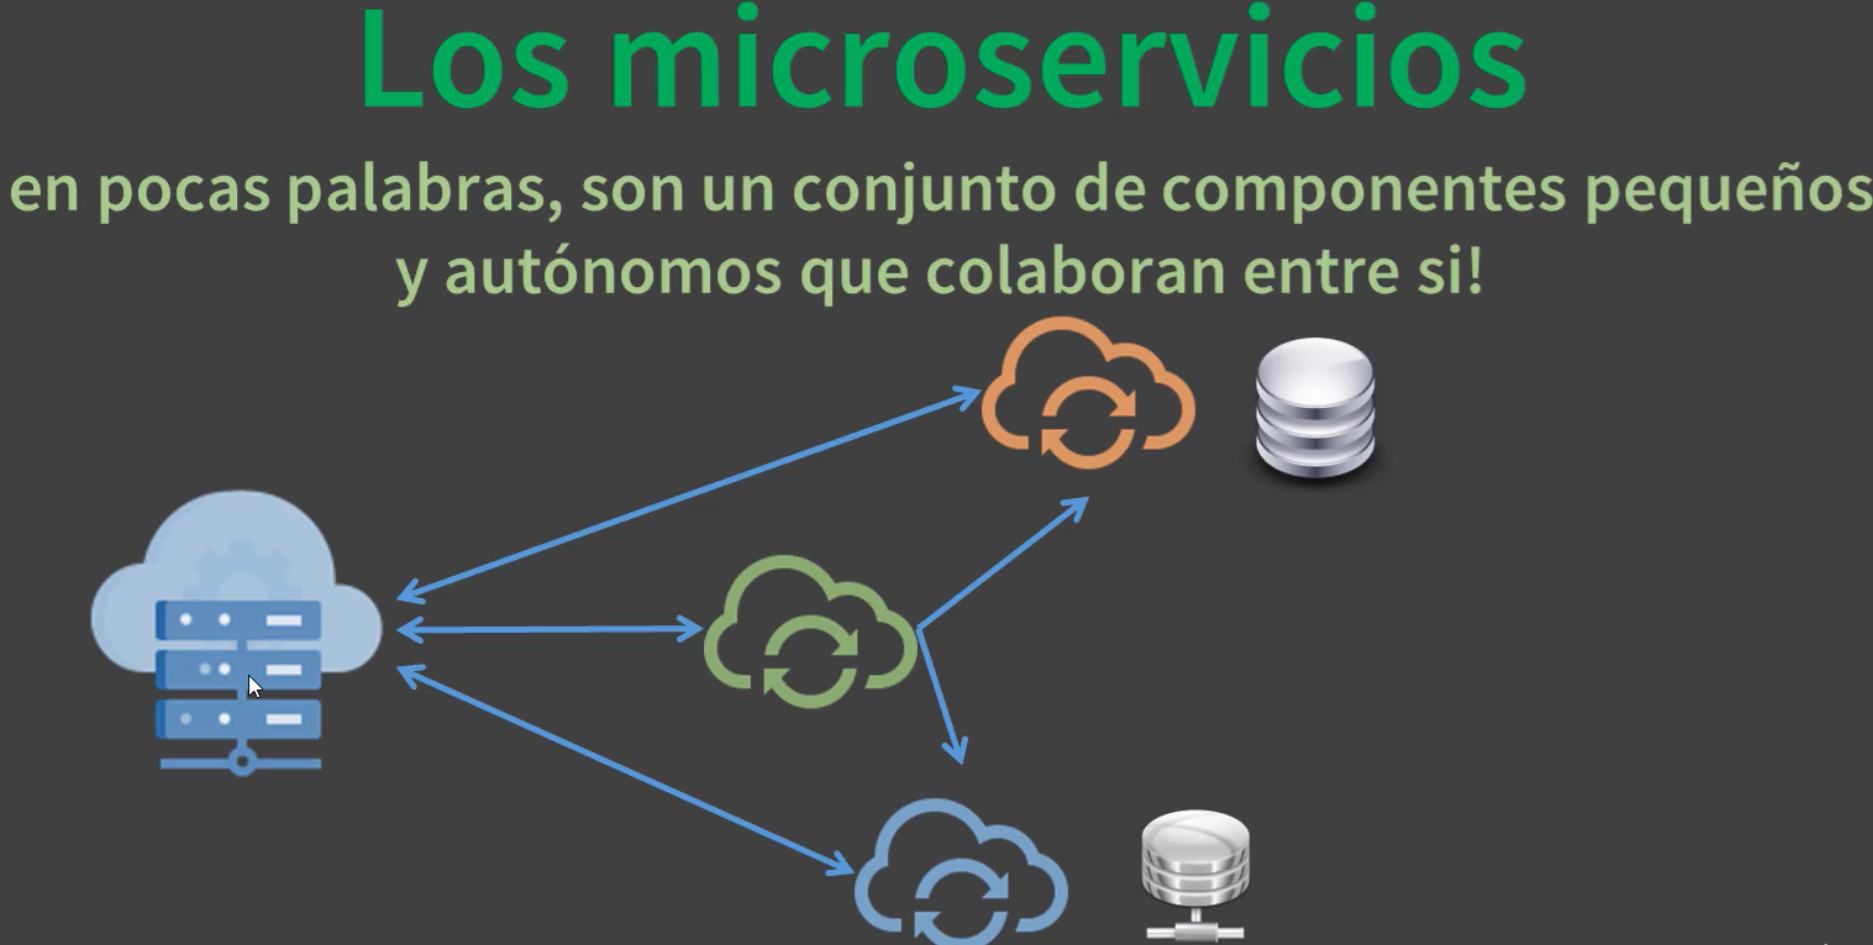 Los microservicios
en pocas palabras, son un conjunto de componentes pequeños
y autónomos que colaboran entre si!